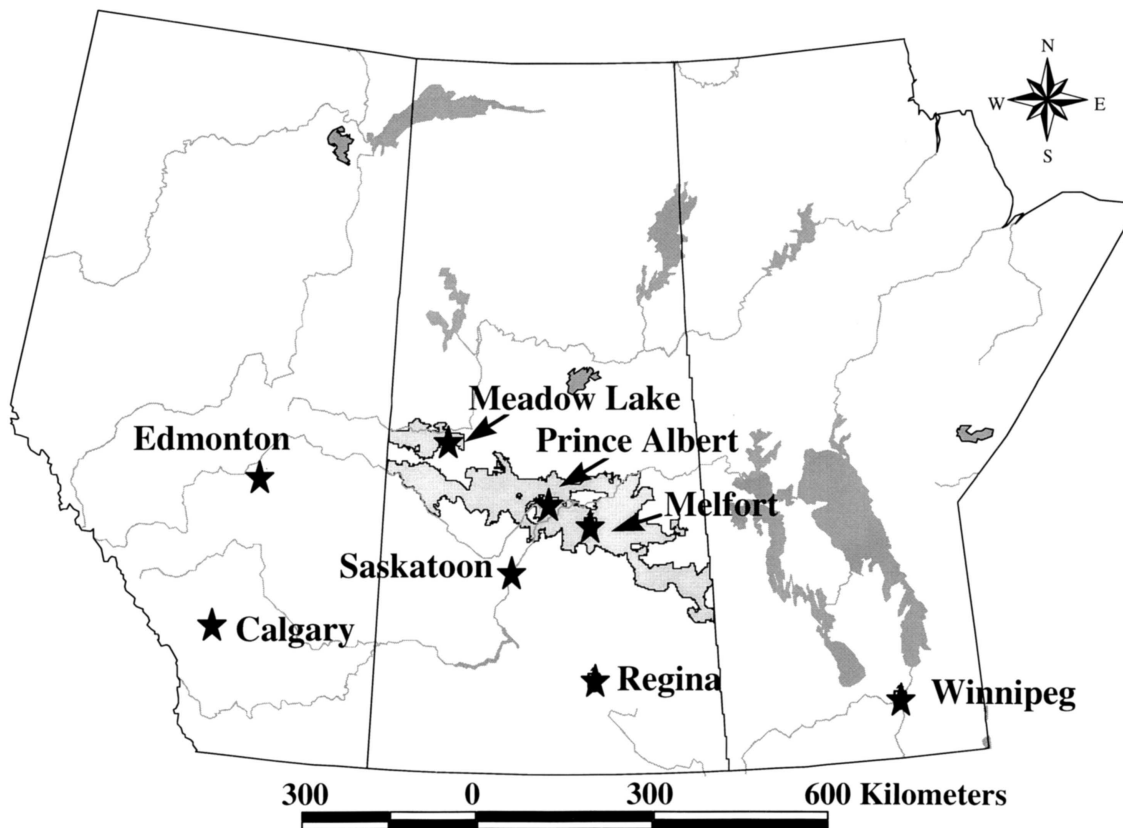 N
W E
S
Meadow Lake
Edmonton
Prince Albert
Melfort
Saskatoon
Calgary
Regina
Winnipeg
300 0 300 600 Kilometers